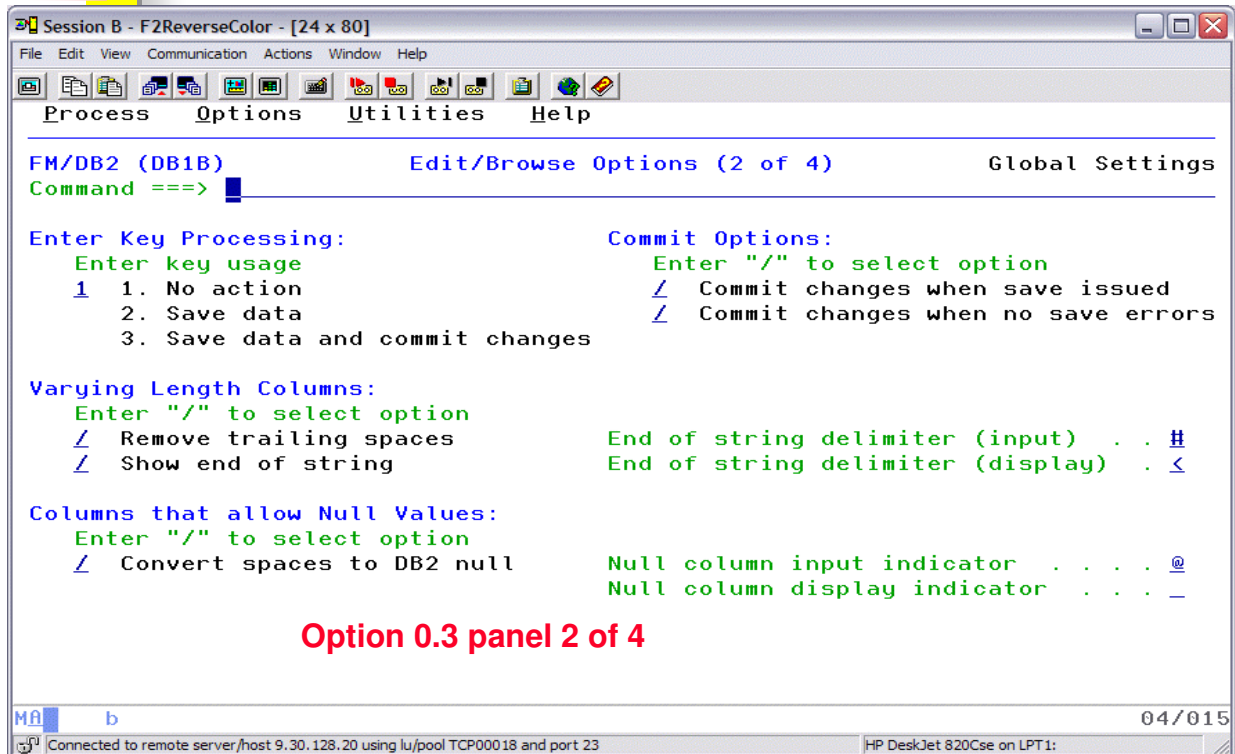 Session B - F2ReverseColor - [24 x 80]
File Edit View Communication Actions Window Help
Process Options Utilities Help
FM/DB2 (DB1B) Edit/Browse Options (2 of 4) Global Settings
Command ===>
Enter Key Processing: Commit Options:
Enter key usage Enter "/" to select option
1 1. No action / Commit changes when save issued
2. Save data / Commit changes when no save errors
3. Save data and commit changes
Varying Length Columns:
Enter "/" to select option
/ Remove trailing spaces End of string delimiter (input) . . #
/ Show end of string End of string delimiter (display) . <
Columns that allow Null Values:
Enter "/" to select option
/ Convert spaces to DB2 null Null column input indicator . . . . @
Null column display indicator . . . _
Option 0.3 panel 2 of 4
MA b 04/015
Connected to remote server/host 9.30.128.20 using lu/pool TCP00018 and port 23 HP DeskJet 820Cse on LPT1: